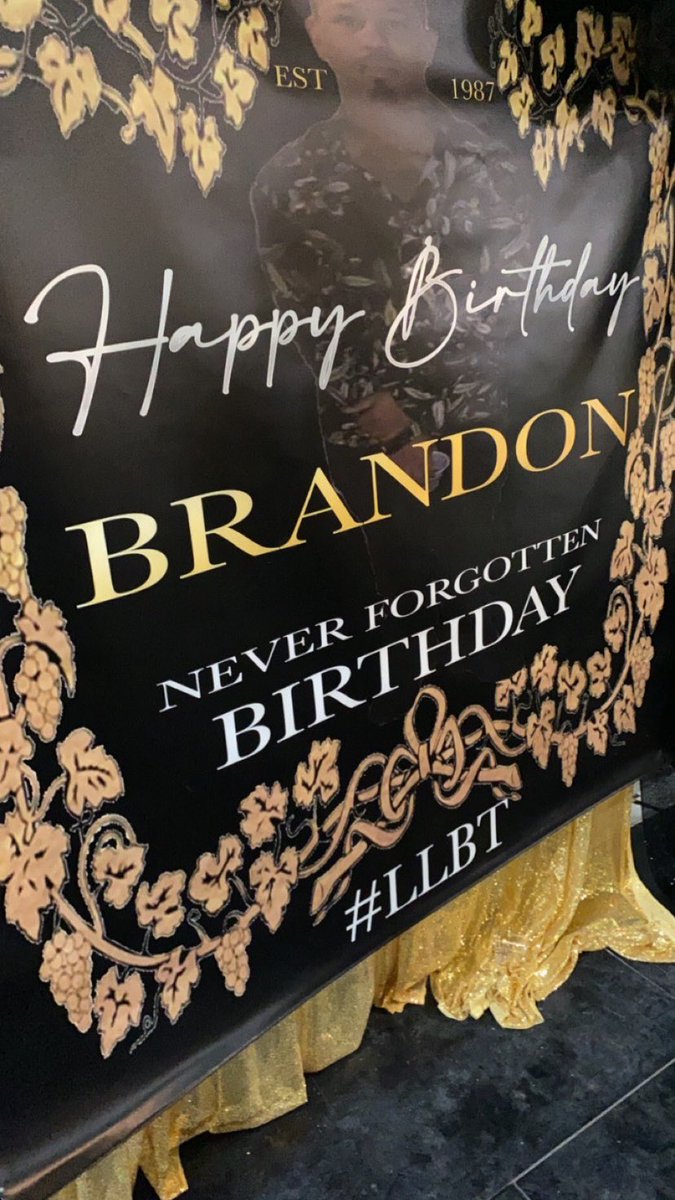 EST 1987
Happy Birthday
BRANDON
NEVER FORGOTTEN
BIRTHDAY
#LLBT